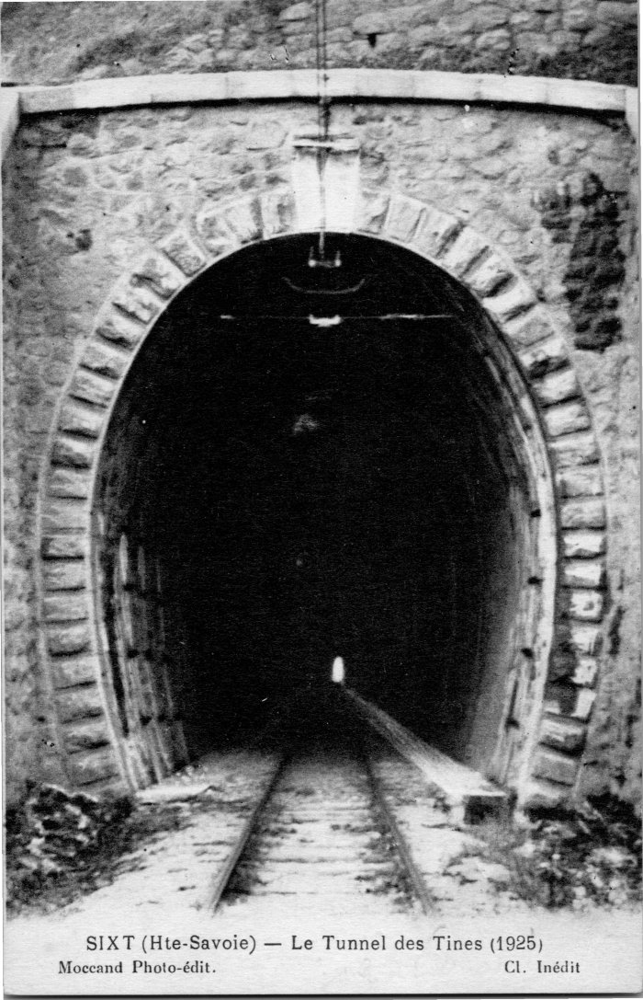 SIXT (Hte-Savoie) — Le Tunnel des Tines (1925)
Moccand Photo-édit. Cl. Inédit